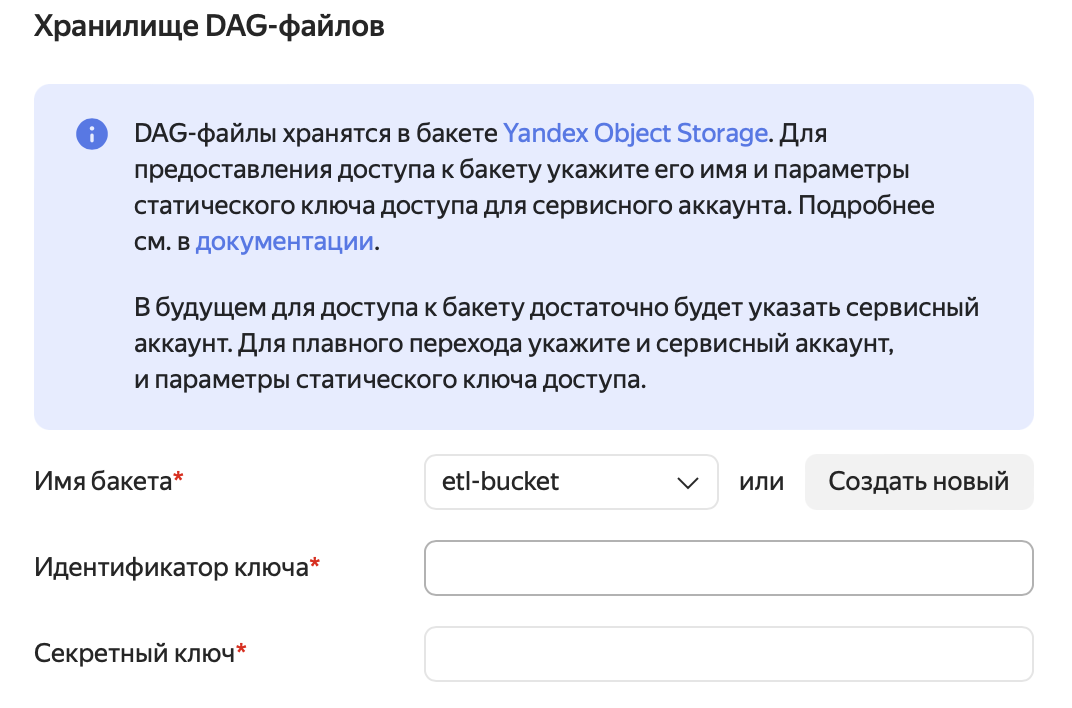 Хранилище DAG-файлов
DAG-файлы хранятся в бакете Yandex Object Storage. Для
предоставления доступа к бакету укажите его имя и параметры
статического ключа доступа для сервисного аккаунта. Подробнее
см. в документации.
В будущем для доступа к бакету достаточно будет указать сервисный
аккаунт. Для плавного перехода укажите и сервисный аккаунт,
и параметры статического ключа доступа.
Имя бакета* etl-bucket или Создать новый
Идентификатор ключа*
Секретный ключ*